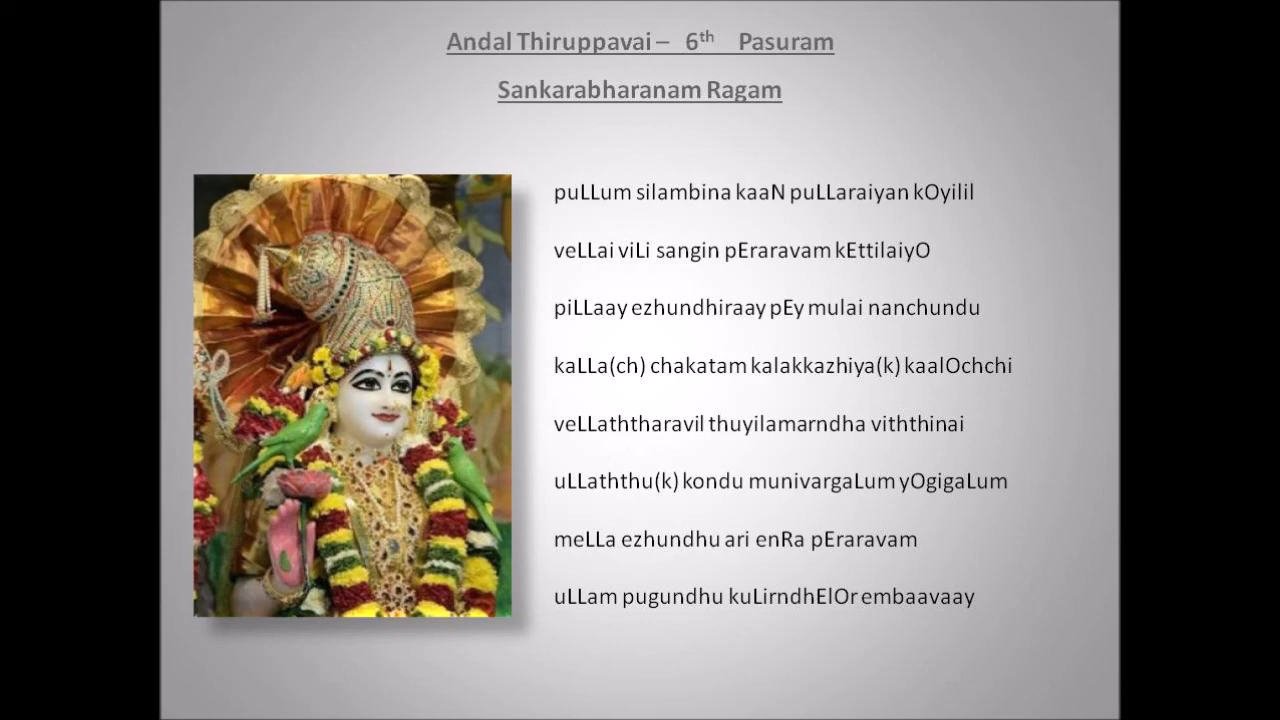 Andal Thiruppavai – 6th Pasuram
Sankarabharanam Ragam
puLLum silambina kaaN puLLaraiyan kOyilil
veLLai viLi sangin pEraravam kEttilaiyO
piLLaay ezhundhiraay pEy mulai nanchundu
kaLLa(ch) chakatam kalakkazhiya(k) kaalOchchi
veLLaththaravil thuyilamarndha viththinai
uLLaththu(k) kondu munivargaLum yOgigaLum
meLLa ezhundhu ari enRa pEraravam
uLLam pugundhu kuLirndhElOr embaavaay